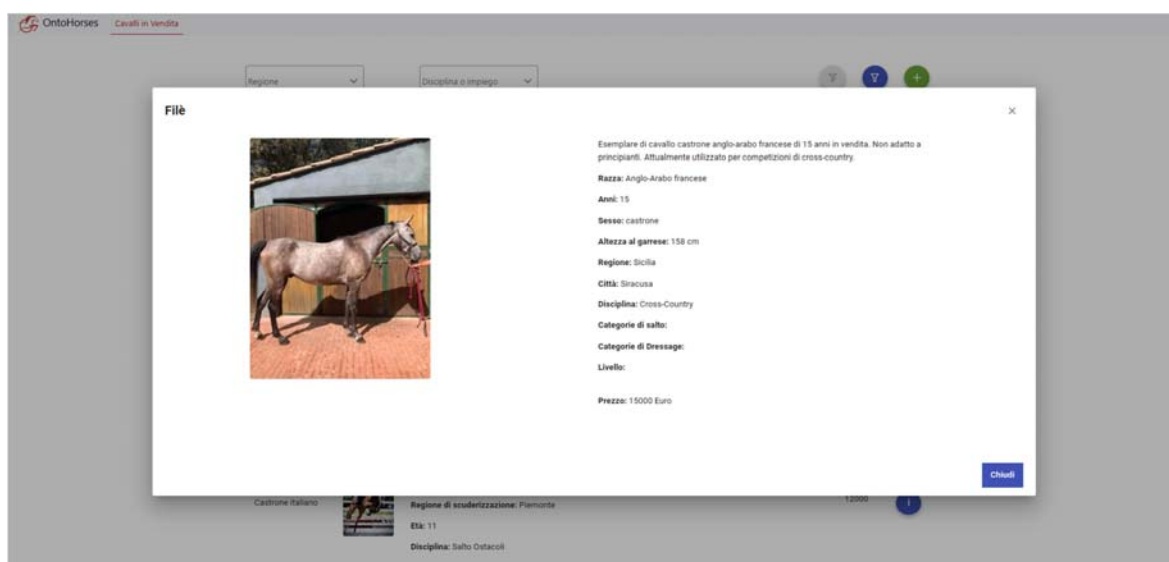 OntoHorses Cavalli in Vendita
Regione Disciplina o Impiego
Filè
Esemplare di cavallo castrone anglo-arabo francese di 15 anni in vendita. Non adatto a
principianti. Attualmente utilizzato per competizioni di cross-country.
Razza: Anglo-Arabo francese
Anni: 15
Sesso: castrone
Altezza al garrese: 158 cm
Regione: Sicilia
Città: Siracusa
Disciplina: Cross-Country
Categorie di salto:
Categorie di Dressage:
Livello:
Prezzo: 15000 Euro
Chiudi
Castrone Italiano
Regione di scuderizzazione: Piemonte
12000
Età: 11
Disciplina: Salto Ostacoli